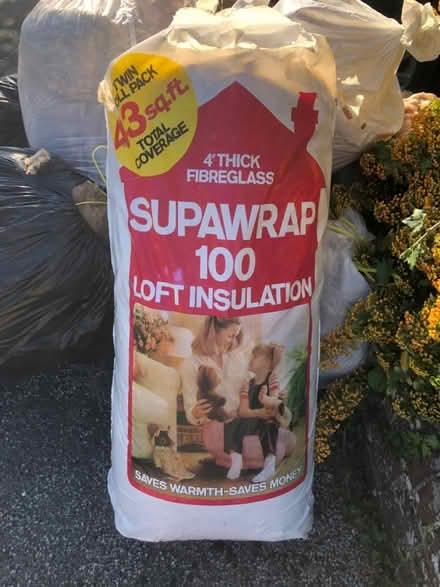 TWIN
ROLL PACK
43 sq.ft.
TOTAL
COVERAGE
4" THICK
FIBREGLASS
SUPAWRAP
100
LOFT INSULATION
SAVES WARMTH-SAVES MONEY